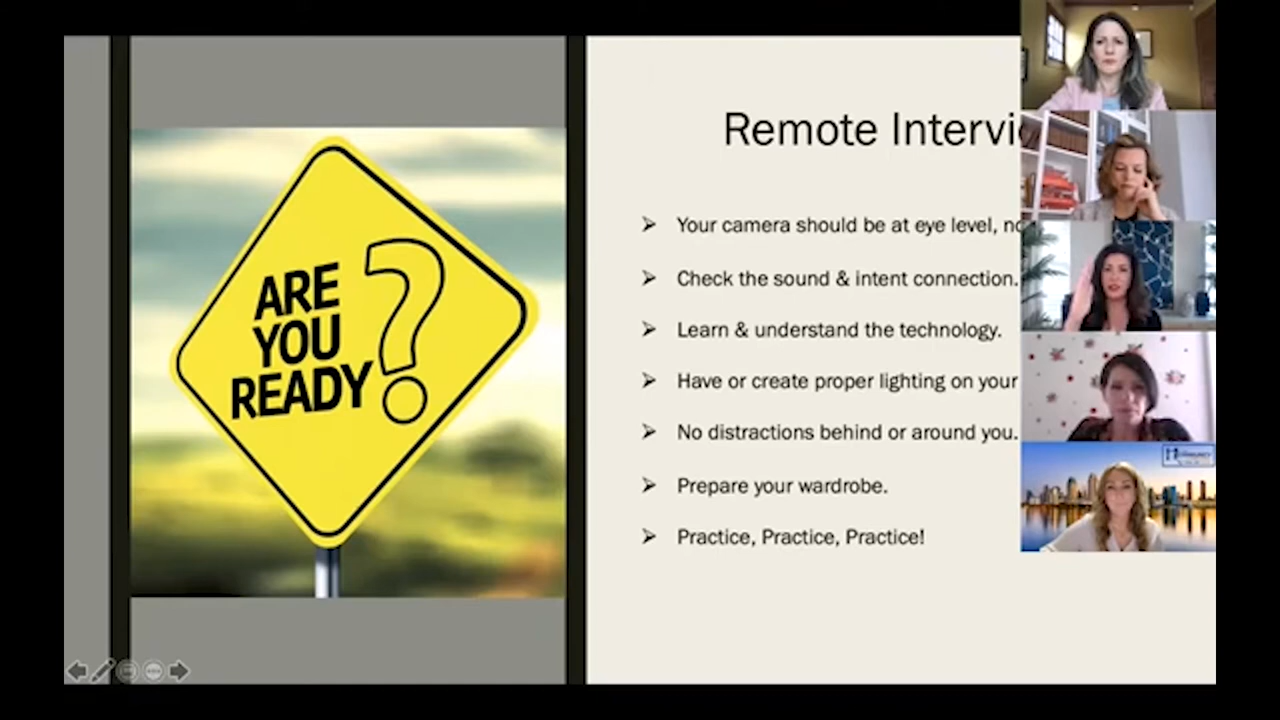 ARE
YOU
READY?
Remote Intervi
Your camera should be at eye level, no
Check the sound & intent connection.
Learn & understand the technology.
Have or create proper lighting on your
No distractions behind or around you.
Prepare your wardrobe.
Practice, Practice, Practice!